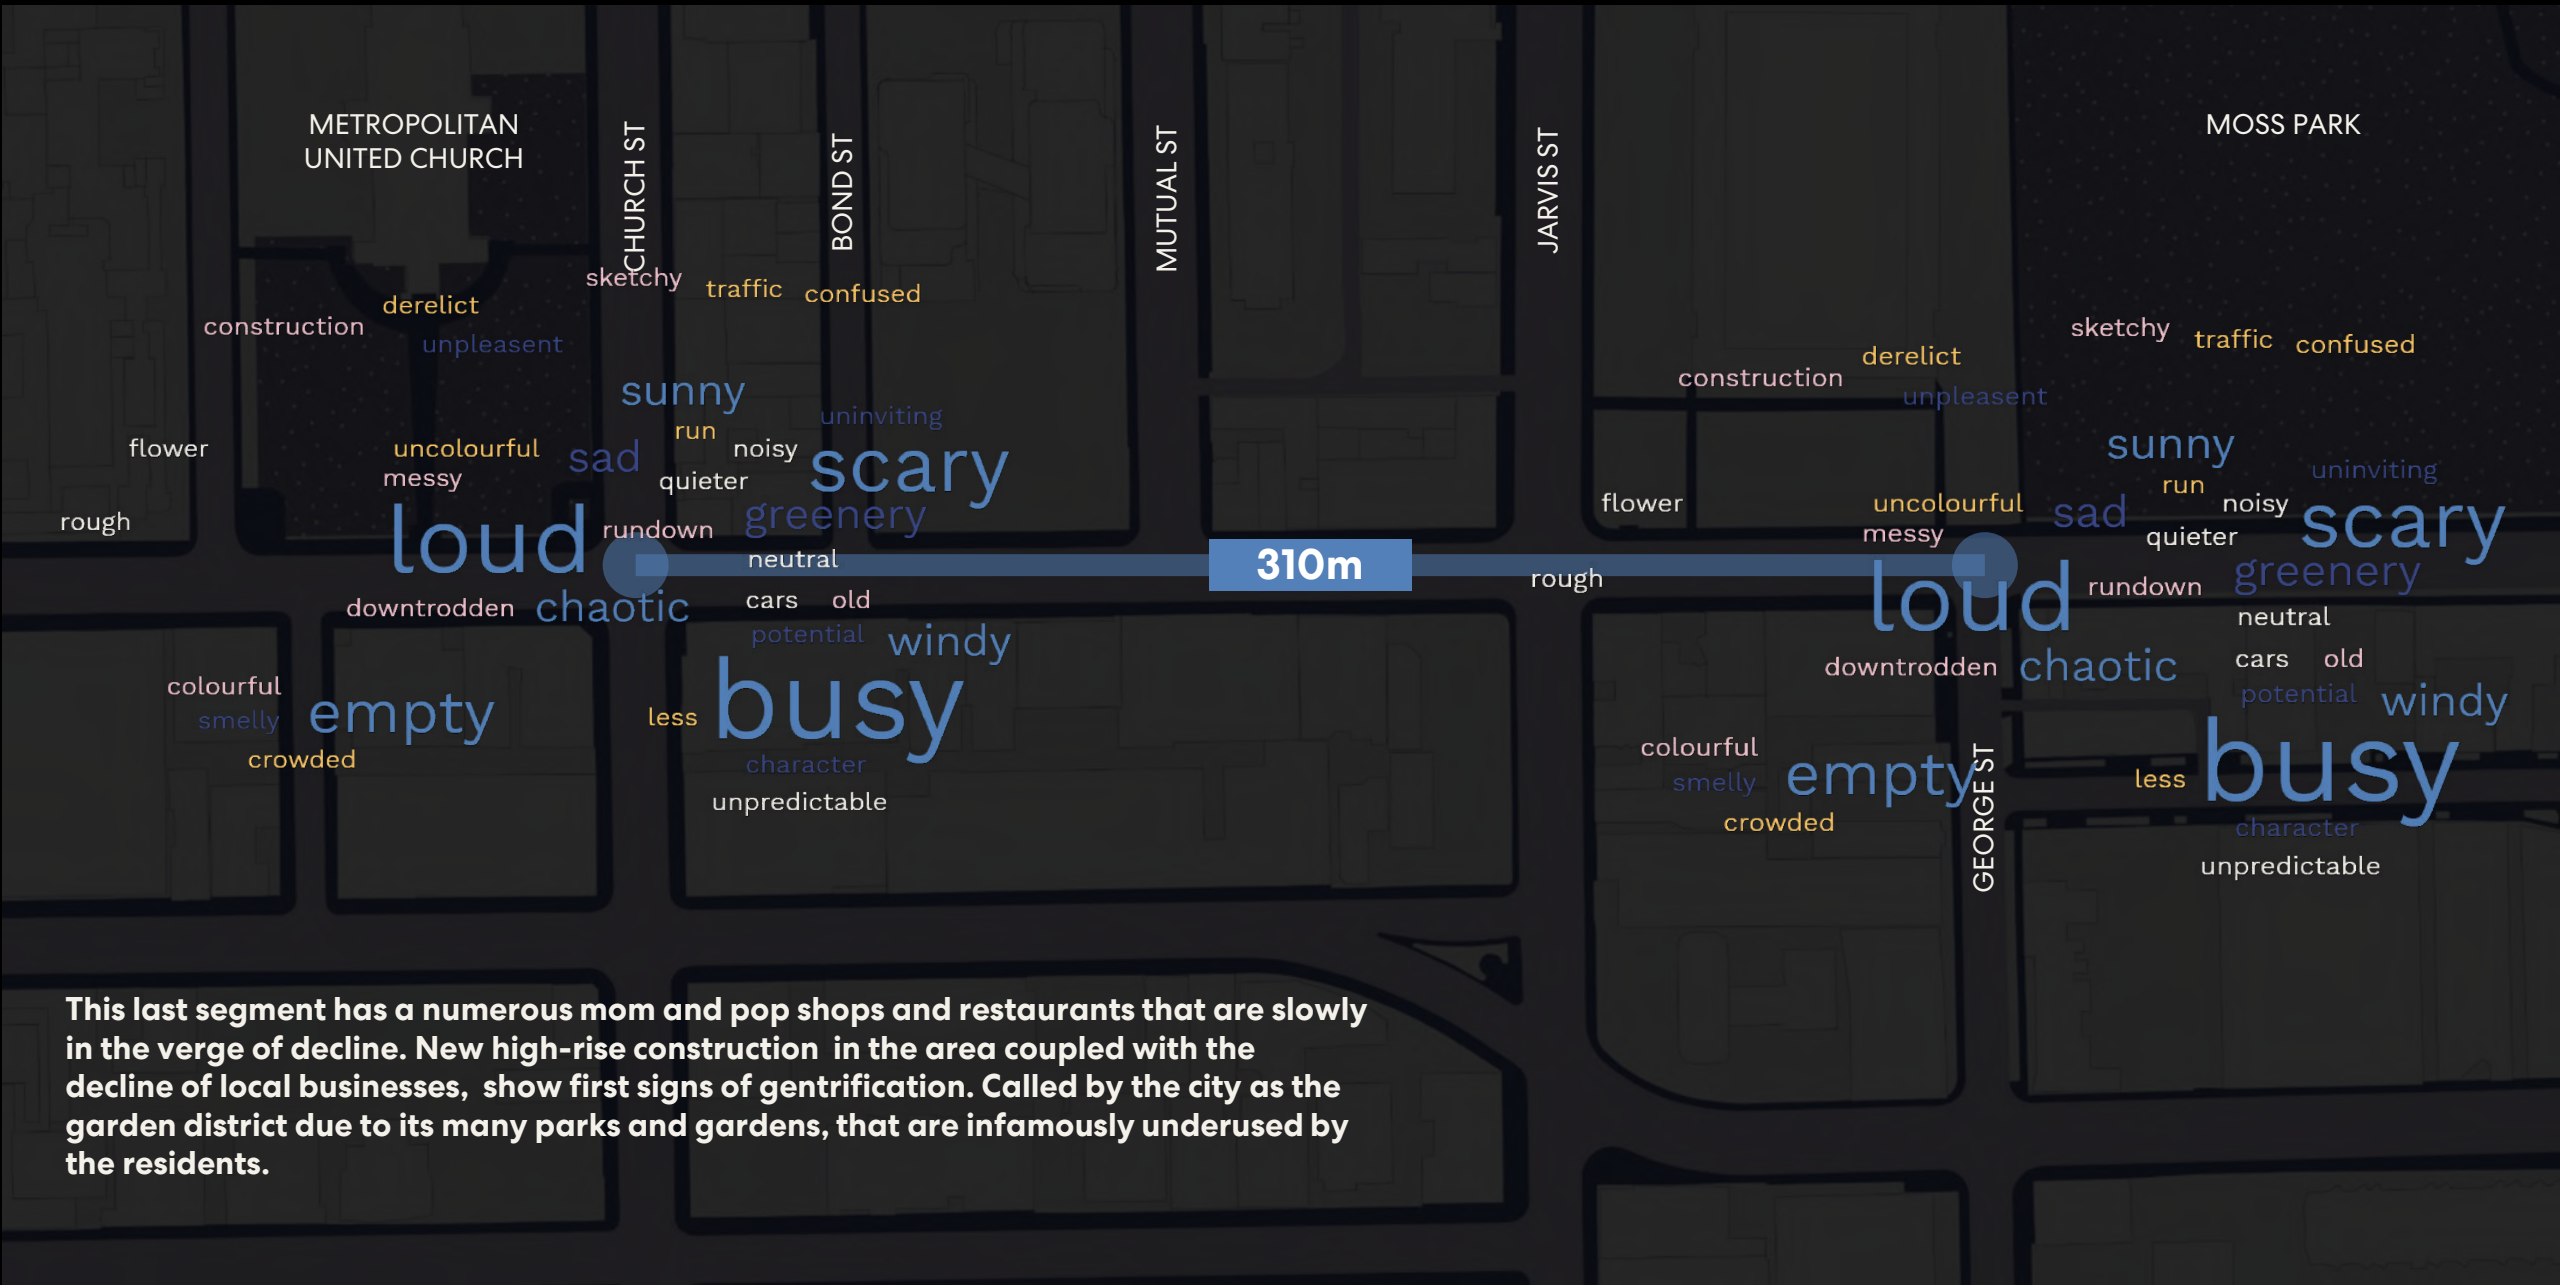 METROPOLITAN
UNITED CHURCH
CHURCH ST
BOND ST
MUTUAL ST
JARVIS ST
MOSS PARK
sketchy
traffic
confused
derelict
construction
unpleasent
sunny
uninviting
run
flower
uncolourful
sad
noisy
scary
messy
quieter
rough
loud
rundown
greenery
neutral
downtrodden
chaotic
cars
old
potential
windy
colourful
smelly
empty
less
busy
crowded
character
unpredictable
310m
sketchy
traffic
confused
derelict
construction
unpleasent
sunny
uninviting
run
flower
uncolourful
sad
noisy
scary
messy
quieter
rough
loud
rundown
greenery
neutral
downtrodden
chaotic
cars
old
potential
windy
colourful
smelly
empty
GEORGE ST
less
busy
crowded
character
unpredictable
This last segment has a numerous mom and pop shops and restaurants that are slowly
in the verge of decline. New high-rise construction  in the area coupled with the
decline of local businesses,  show first signs of gentrification. Called by the city as the
garden district due to its many parks and gardens, that are infamously underused by
the residents.